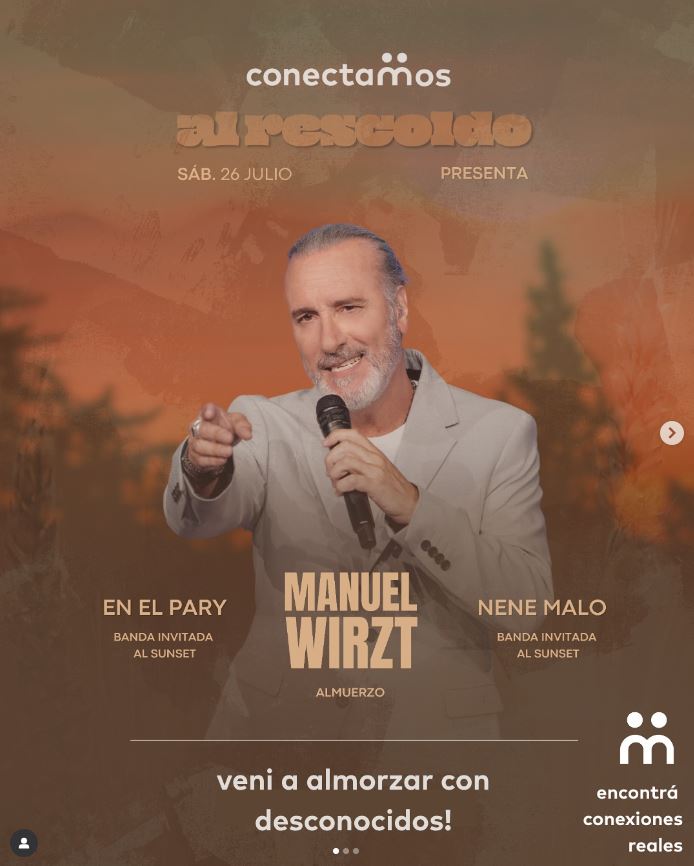 conectamos
al rescoldo
SÁB. 26 JULIO
PRESENTA
EN EL PARY
BANDA INVITADA
AL SUNSET
MANUEL
WIRZT
ALMUERZO
NENE MALO
BANDA INVITADA
AL SUNSET
veni a almorzar con
desconocidos!
m
encontrá
conexiones
reales